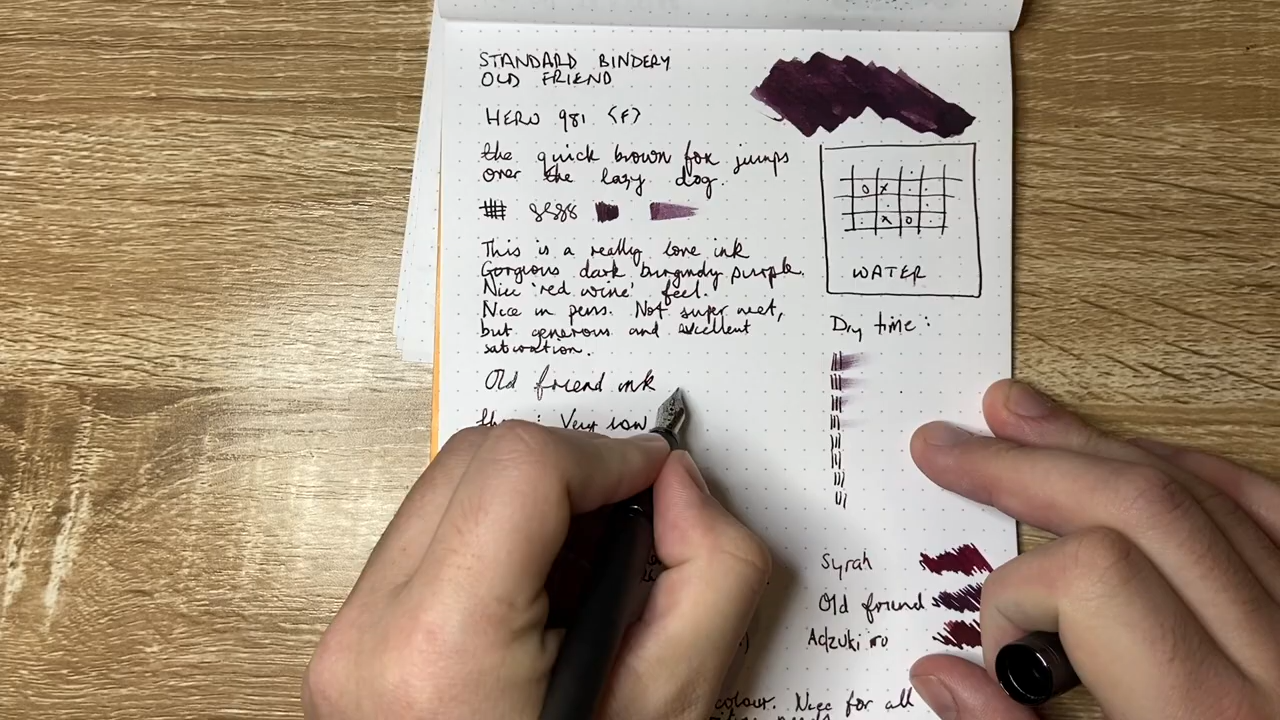 STANDARD BINDERY
OLD FRIEND
HERO 981 <F>
the quick brown fox jumps
over the lazy dog.
This is a really love ink
Gorgious dark burgundy purple.
Nice 'red wine' feel.
Nice in pens. Not super wet,
but generous and excellent
saturation.
Old friend ink
: Very low
O X
X O
WATER
Dry time:
Syrah
Old friend
Adzuki iro
colour. Nice for all